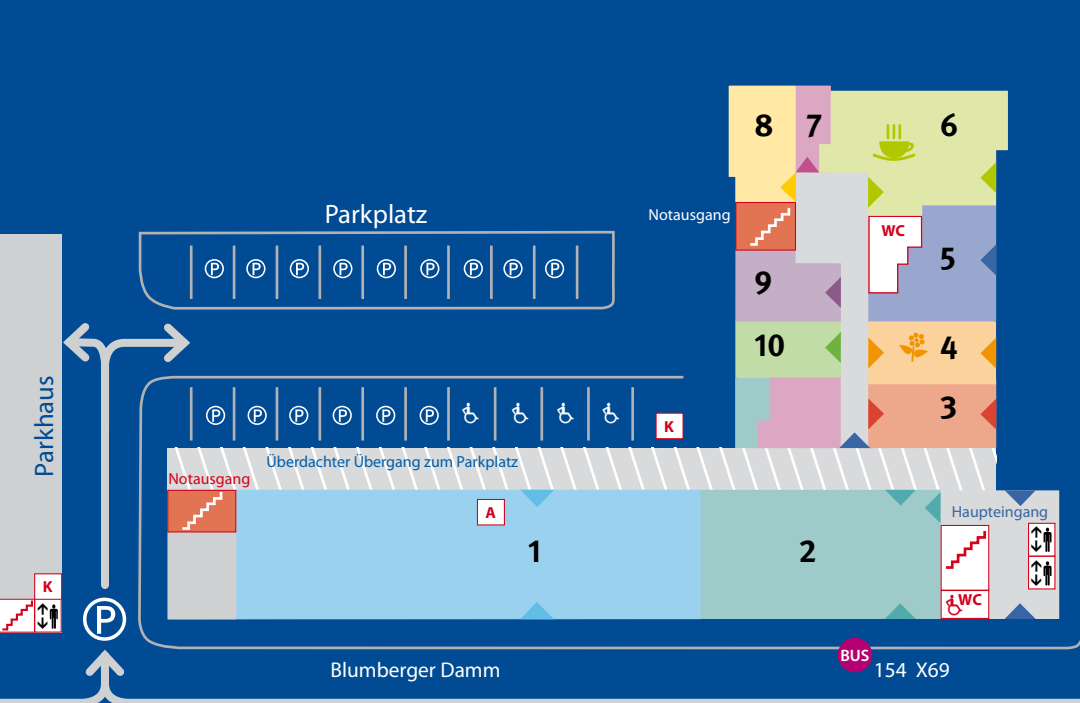 8
7
6
Parkplatz
Notausgang
WC
5
P P P P P P P P P
9
10
4
3
Parkhaus
P P P P P P
K
Überdachter Übergang zum Parkplatz
Notausgang
A
Haupteingang
1
2
K
WC
P
BUS
154 X69
Blumberger Damm